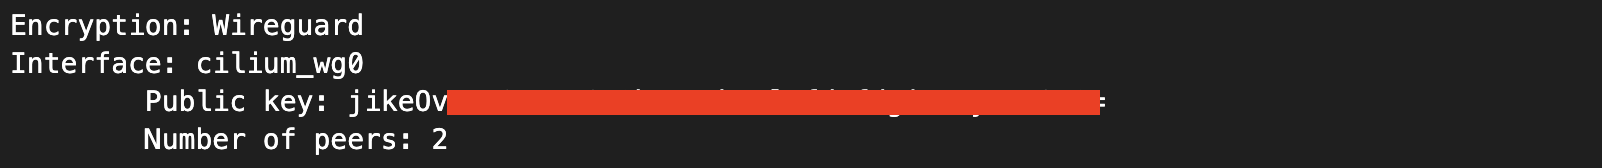 Encryption: Wireguard
Interface: cilium_wg0
Public key: jikeOv
Number of peers: 2